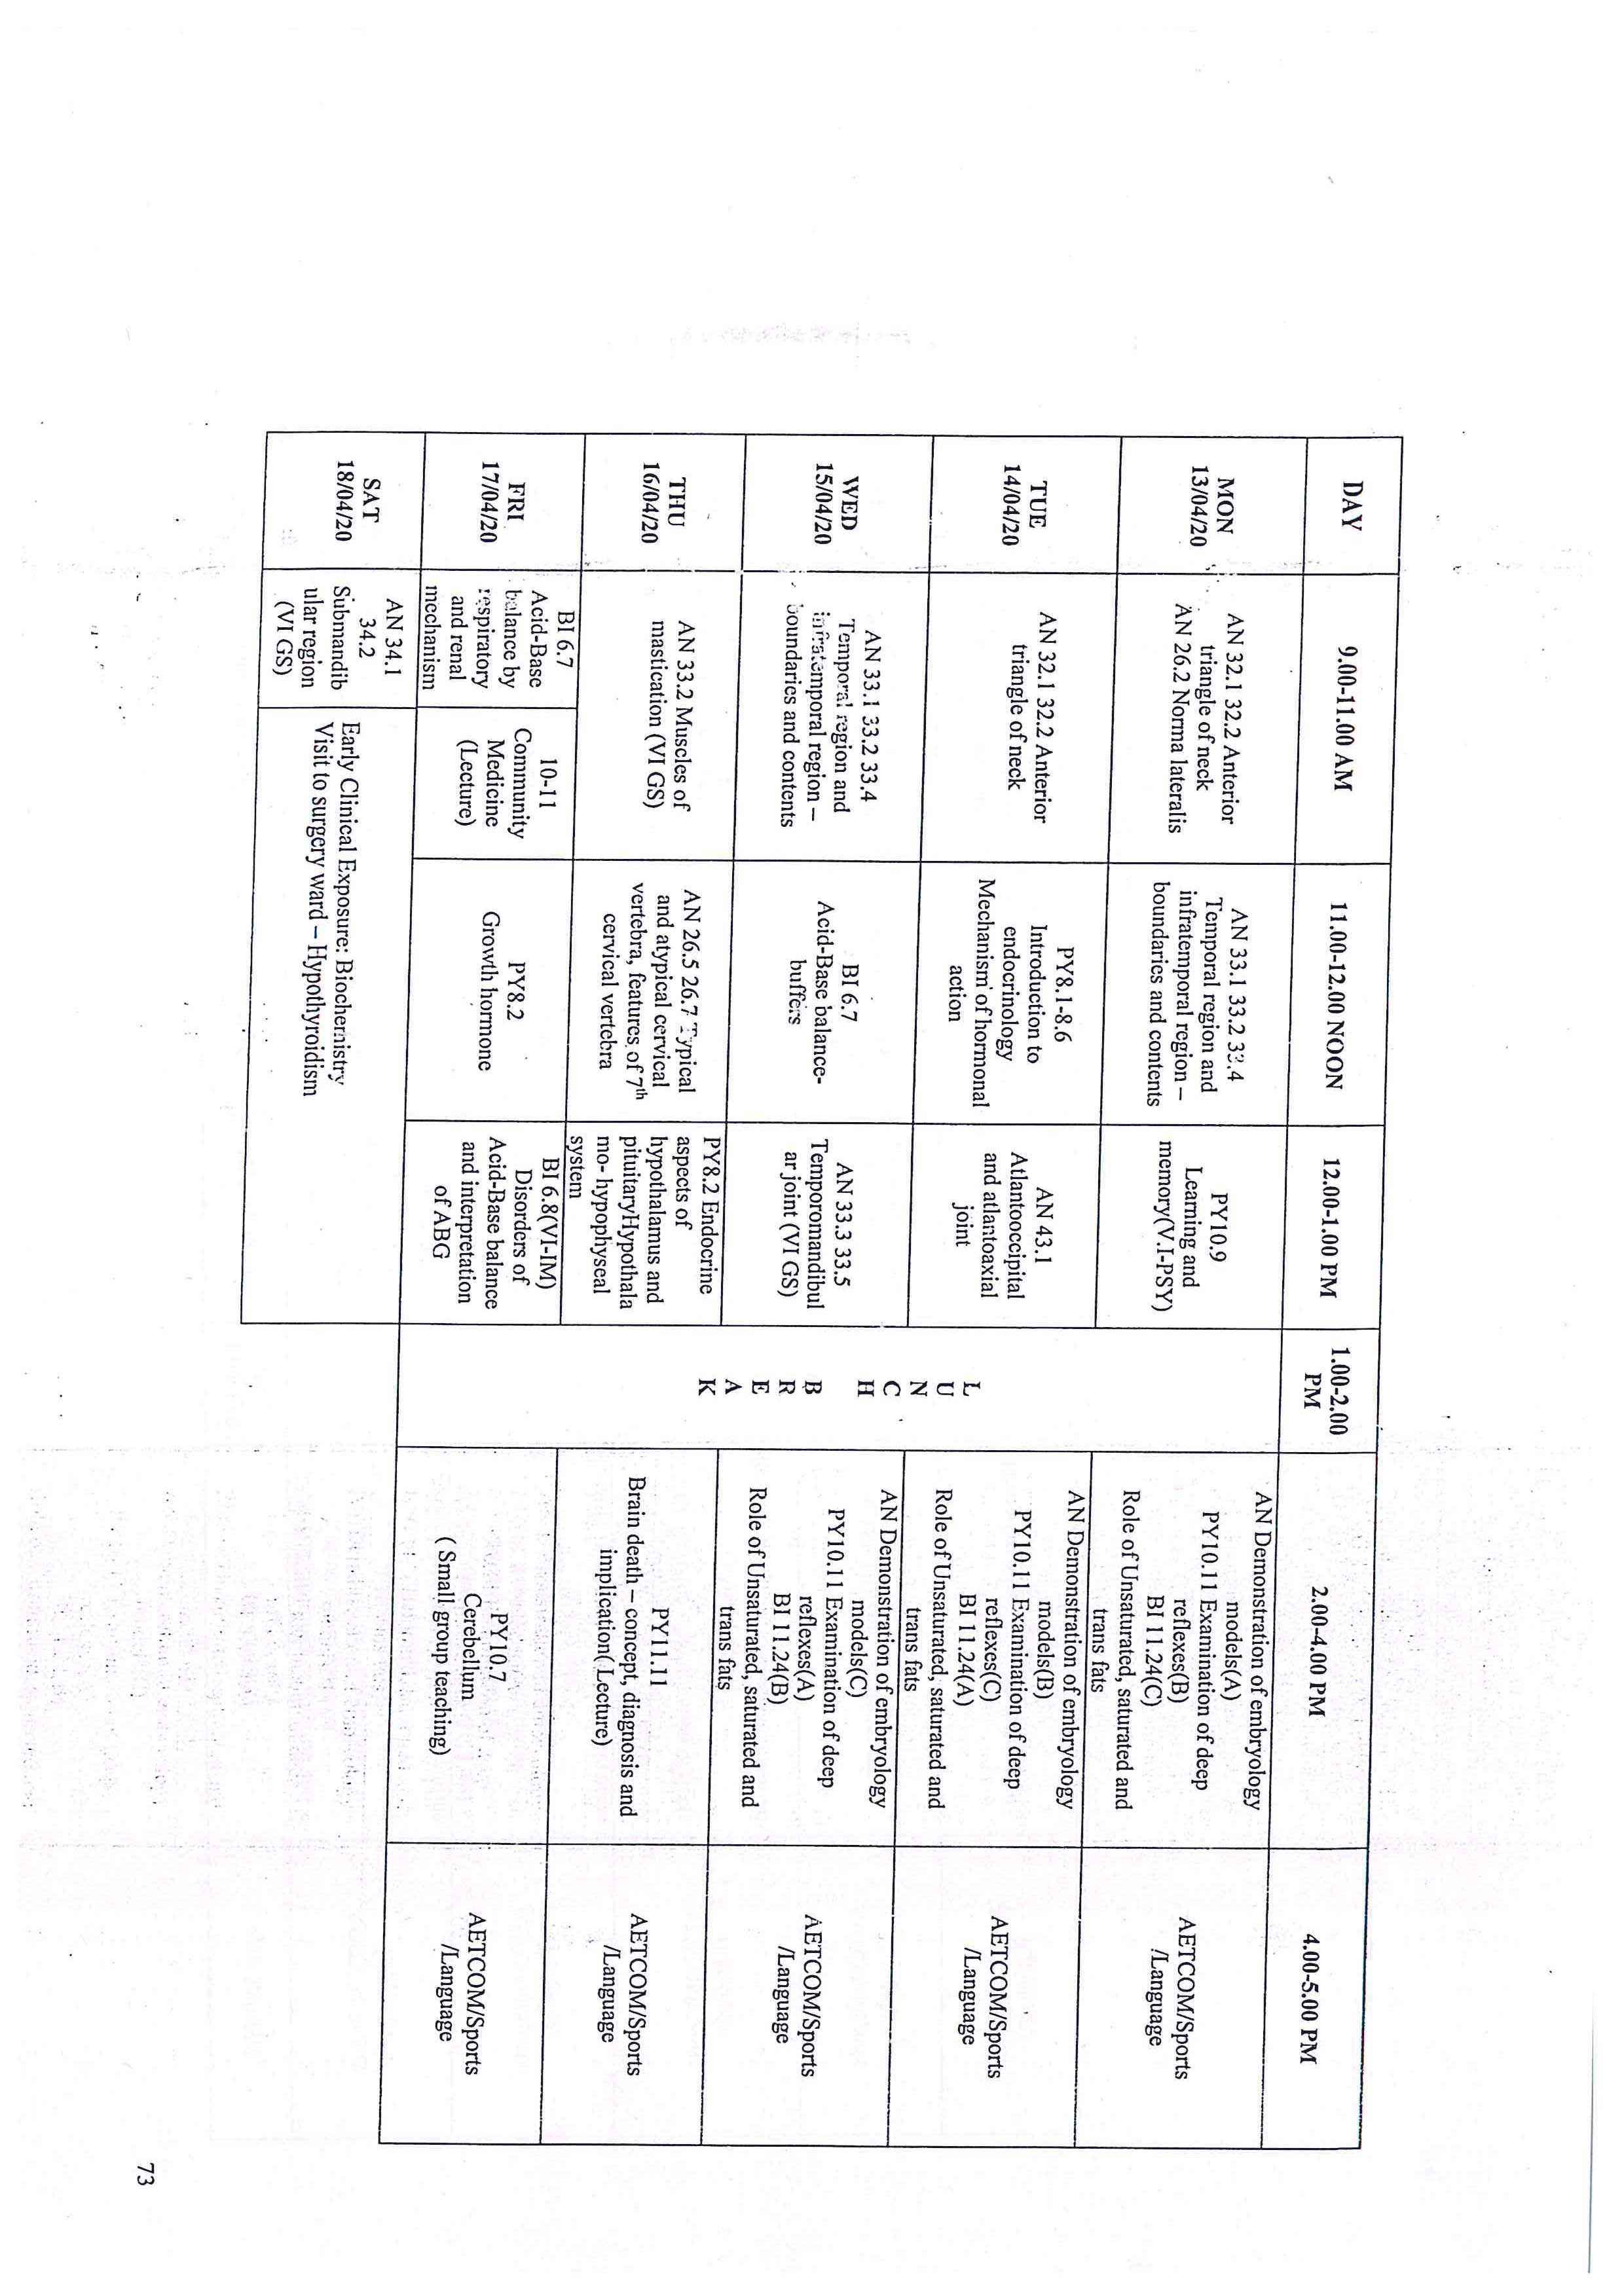 DAY
9.00-11.00 AM
11.00-12.00 NOON
12.00-1.00 PM
1.00-2.00
PM
2.00-4.00 PM
4.00-5.00 PM
MON
13/04/20
AN 32.1 32.2 Anterior
triangle of neck
AN 26.2 Norma lateralis
AN 33.1 33.2 33.4
Temporal region and
infratemporal region –
boundaries and contents
PY10.9
Learning and
memory(V.I-PSY)
L
U
N
C
H
B
R
E
A
K
AN Demonstration of embryology
models(A)
PY10.11 Examination of deep
reflexes(B)
BI 11.24(C)
Role of Unsaturated, saturated and
trans fats
AETCOM/Sports
/Language
TUE
14/04/20
AN 32.1 32.2 Anterior
triangle of neck
PY8.1-8.6
Introduction to
endocrinology
Mechanism of hormonal
action
AN 43.1
Atlantooccipital
and atlantoaxial
joint
AN Demonstration of embryology
models(B)
PY10.11 Examination of deep
reflexes(C)
BI 11.24(A)
Role of Unsaturated, saturated and
trans fats
AETCOM/Sports
/Language
WED
15/04/20
AN 33.1 33.2 33.4
Temporal region and
infratemporal region –
boundaries and contents
BI 6.7
Acid-Base balance-
buffers
AN 33.3 33.5
Temporomandibul
ar joint (VI GS)
AN Demonstration of embryology
models(C)
PY10.11 Examination of deep
reflexes(A)
BI 11.24(B)
Role of Unsaturated, saturated and
trans fats
AETCOM/Sports
/Language
THU
16/04/20
AN 33.2 Muscles of
mastication (VI GS)
AN 26.5 26.7 Typical
and atypical cervical
vertebra, features of 7th
cervical vertebra
PY8.2 Endocrine
aspects of
hypothalamus and
pituitaryHypothala
mo- hypophyseal
system
PY11.11
Brain death – concept, diagnosis and
implication( Lecture)
AETCOM/Sports
/Language
FRI
17/04/20
BI 6.7
Acid-Base
balance by
respiratory
and renal
mechanism
10-11
Community
Medicine
(Lecture)
PY8.2
Growth hormone
BI 6.8(VI-IM)
Disorders of
Acid-Base balance
and interpretation
of ABG
PY10.7
Cerebellum
( Small group teaching)
AETCOM/Sports
/Language
SAT
18/04/20
AN 34.1
34.2
Submandib
ular region
(VI GS)
Early Clinical Exposure: Biochemistry
Visit to surgery ward – Hypothyroidism
73